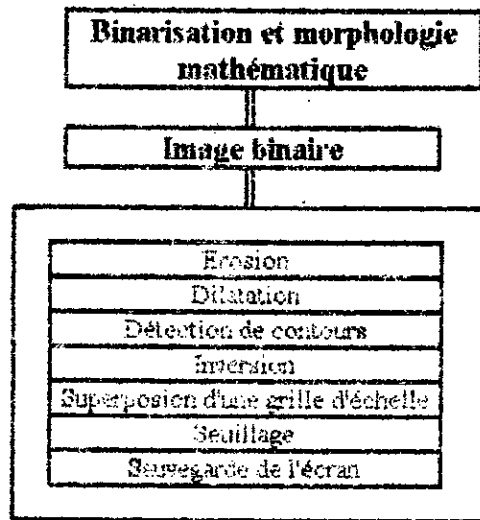 Binarisation et morphologie
mathématique
Image binaire
Erosion
Dilatation
Détection de contours
Inversion
Superposion d'une grille d'échelle
Seuillage
Sauvegarde de l'écran